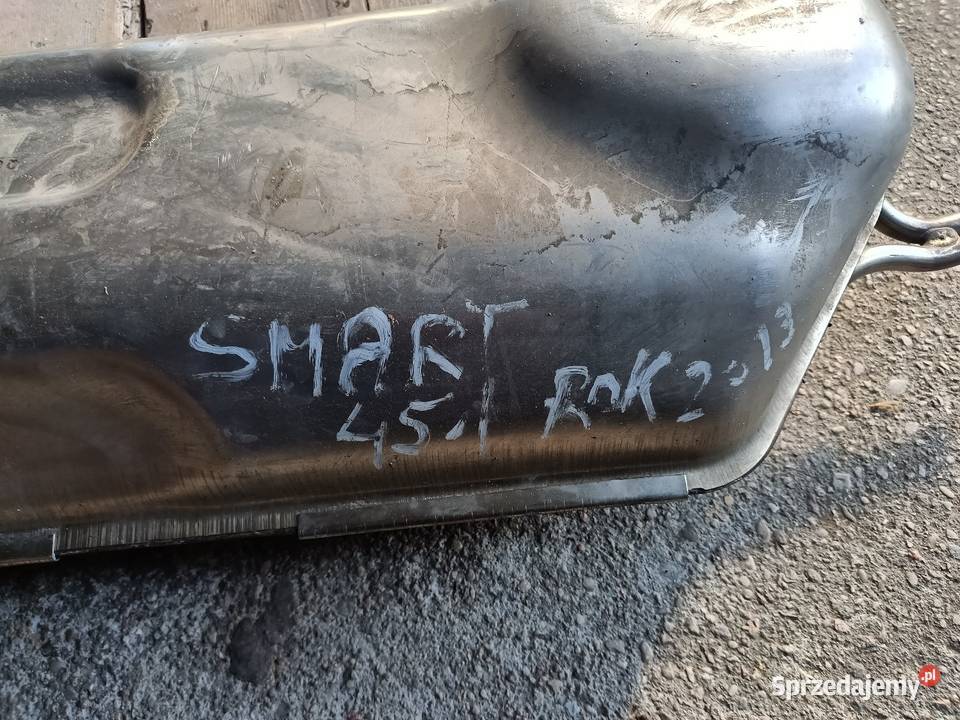 SMART
45.1 ROK 2013
Sprzedajemy.pl